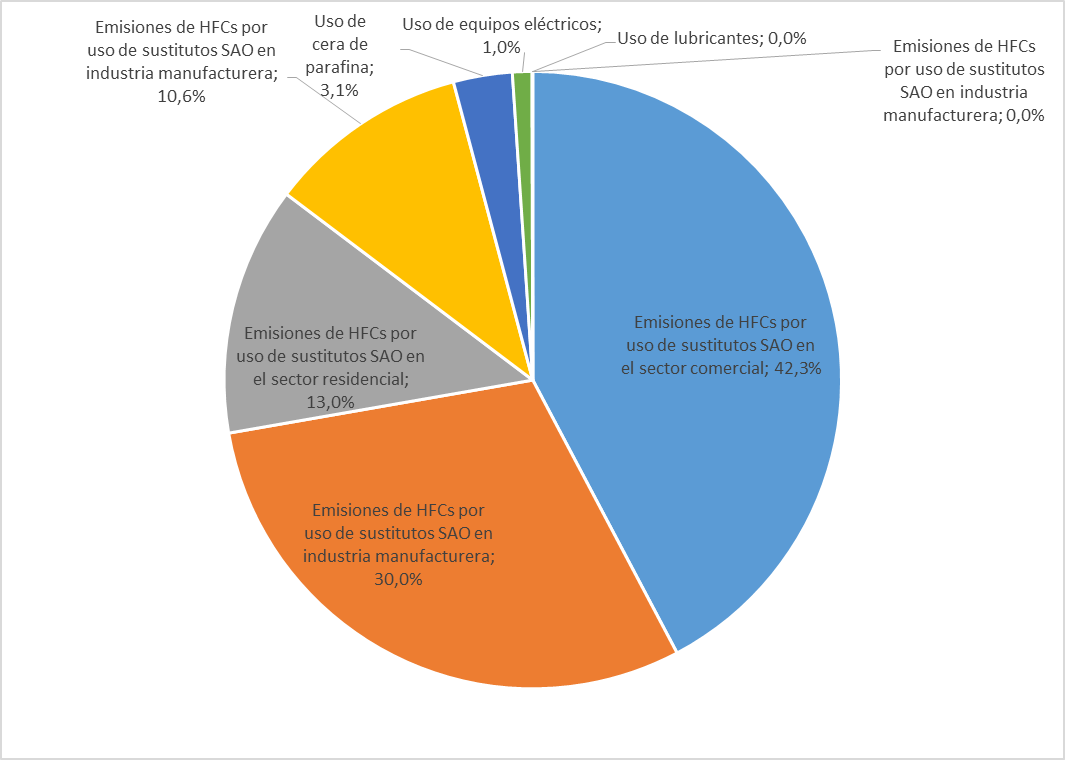 Emisiones de HFCs por
uso de sustitutos SAO en
industria manufacturera;
10,6%
Uso de
cera de
parafina;
3,1%
Uso de equipos eléctricos;
1,0%
Uso de lubricantes; 0,0%
Emisiones de HFCs
por uso de sustitutos
SAO en industria
manufacturera; 0,0%
Emisiones de HFCs por
uso de sustitutos SAO en
el sector comercial; 42,3%
Emisiones de HFCs por
uso de sustitutos SAO en
el sector residencial;
13,0%
Emisiones de HFCs por
uso de sustitutos SAO en
industria manufacturera;
30,0%